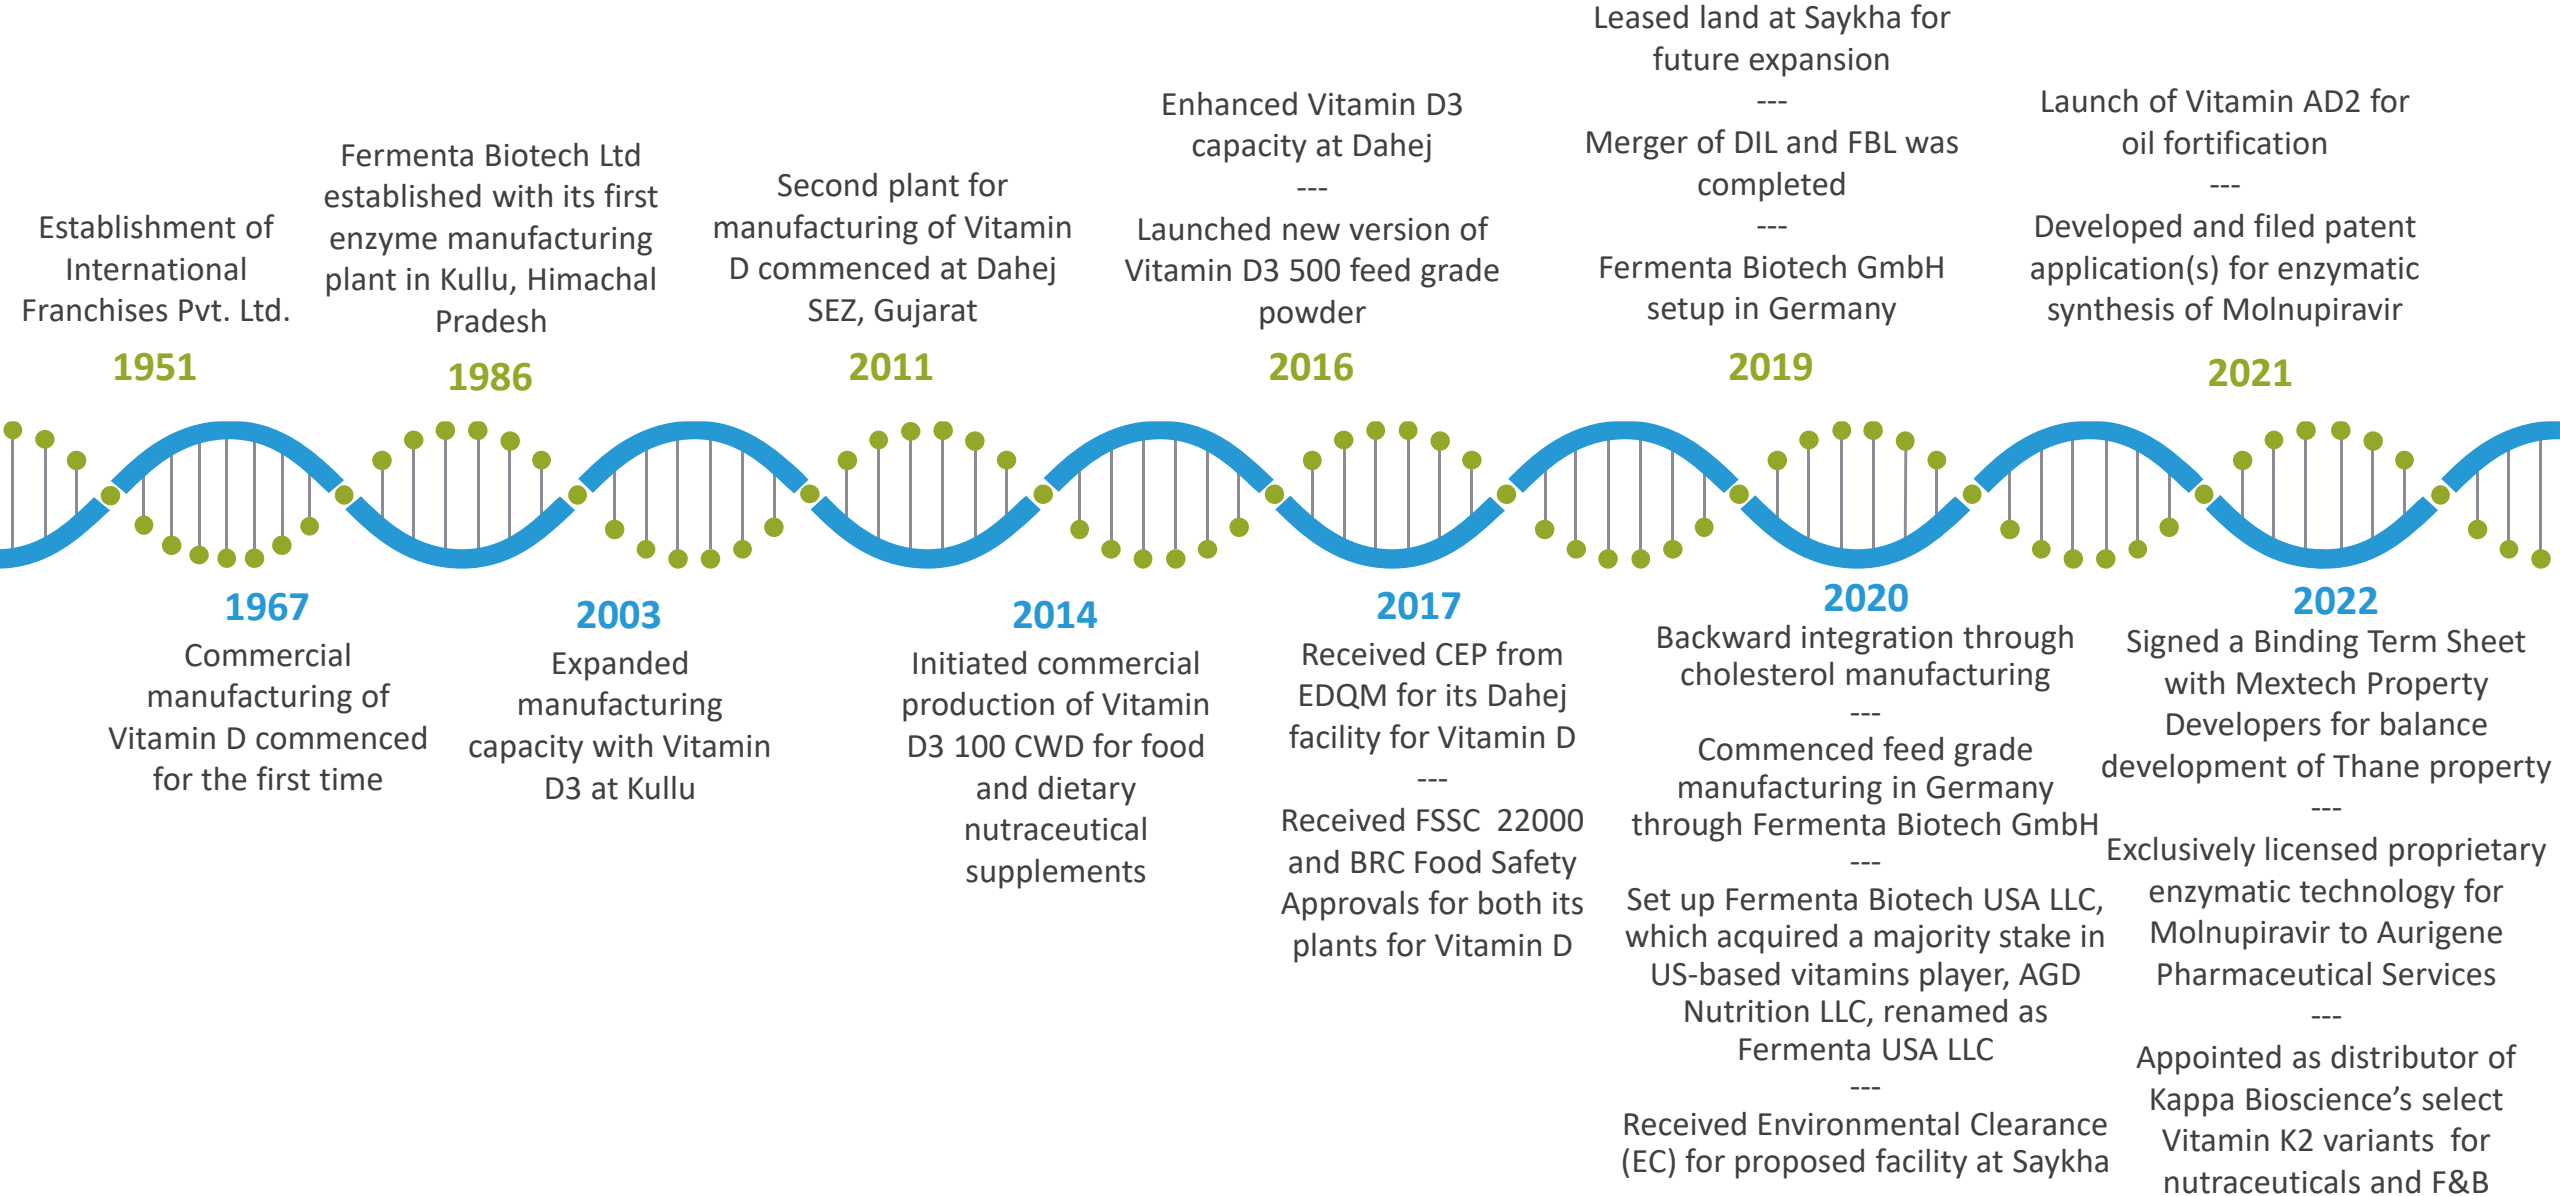 Establishment of
International
Franchises Pvt. Ltd.
1951
Fermenta Biotech Ltd
established with its first
enzyme manufacturing
plant in Kullu, Himachal
Pradesh
1986
Second plant for
manufacturing of Vitamin
D commenced at Dahej
SEZ, Gujarat
2011
Enhanced Vitamin D3
capacity at Dahej
---
Launched new version of
Vitamin D3 500 feed grade
powder
2016
Leased land at Saykha for
future expansion
---
Merger of DIL and FBL was
completed
---
Fermenta Biotech GmbH
setup in Germany
2019
Launch of Vitamin AD2 for
oil fortification
---
Developed and filed patent
application(s) for enzymatic
synthesis of Molnupiravir
2021
1967
Commercial
manufacturing of
Vitamin D commenced
for the first time
2003
Expanded
manufacturing
capacity with Vitamin
D3 at Kullu
2014
Initiated commercial
production of Vitamin
D3 100 CWD for food
and dietary
nutraceutical
supplements
2017
Received CEP from
EDQM for its Dahej
facility for Vitamin D
---
Received FSSC  22000
and BRC Food Safety
Approvals for both its
plants for Vitamin D
2020
Backward integration through
cholesterol manufacturing
---
Commenced feed grade
manufacturing in Germany
through Fermenta Biotech GmbH
---
Set up Fermenta Biotech USA LLC,
which acquired a majority stake in
US-based vitamins player, AGD
Nutrition LLC, renamed as
Fermenta USA LLC
---
Received Environmental Clearance
(EC) for proposed facility at Saykha
2022
Signed a Binding Term Sheet
with Mextech Property
Developers for balance
development of Thane property
---
Exclusively licensed proprietary
enzymatic technology for
Molnupiravir to Aurigene
Pharmaceutical Services
---
Appointed as distributor of
Kappa Bioscience’s select
Vitamin K2 variants  for
nutraceuticals and F&B